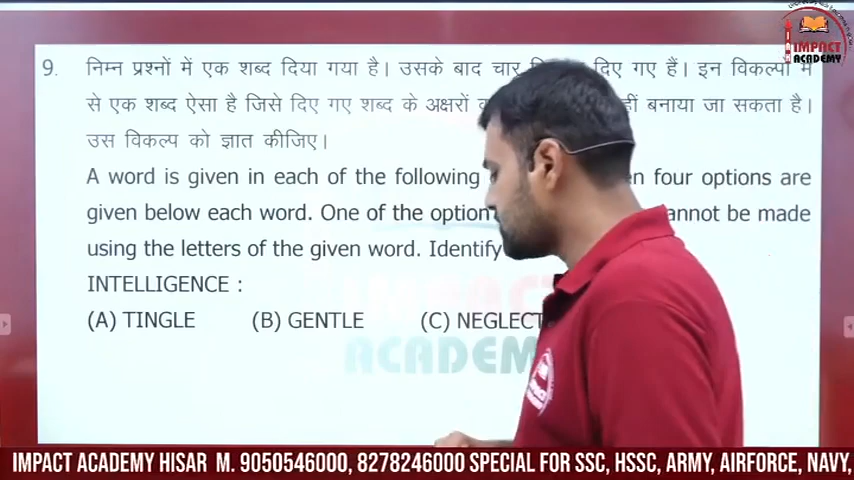 IMPACT
ACADEMY
9. निम्न प्रश्नों में एक शब्द दिया गया है। उसके बाद चार दिए गए हैं। इन विकल्पों में
से एक शब्द ऐसा है जिसे दिए गए शब्द के अक्षरों बनाया जा सकता है।
उस विकल्प को ज्ञात कीजिए।
A word is given in each of the following four options are
given below each word. One of the be made
using the letters of the given word. Identify
INTELLIGENCE :
(A) TINGLE (B) GENTLE (C) NEGLECT
IMPACT
ACADEM
IMPACT ACADEMY HISAR M. 9050546000, 8278246000 SPECIAL FOR SSC, HSSC, ARMY, AIRFORCE, NAVY,